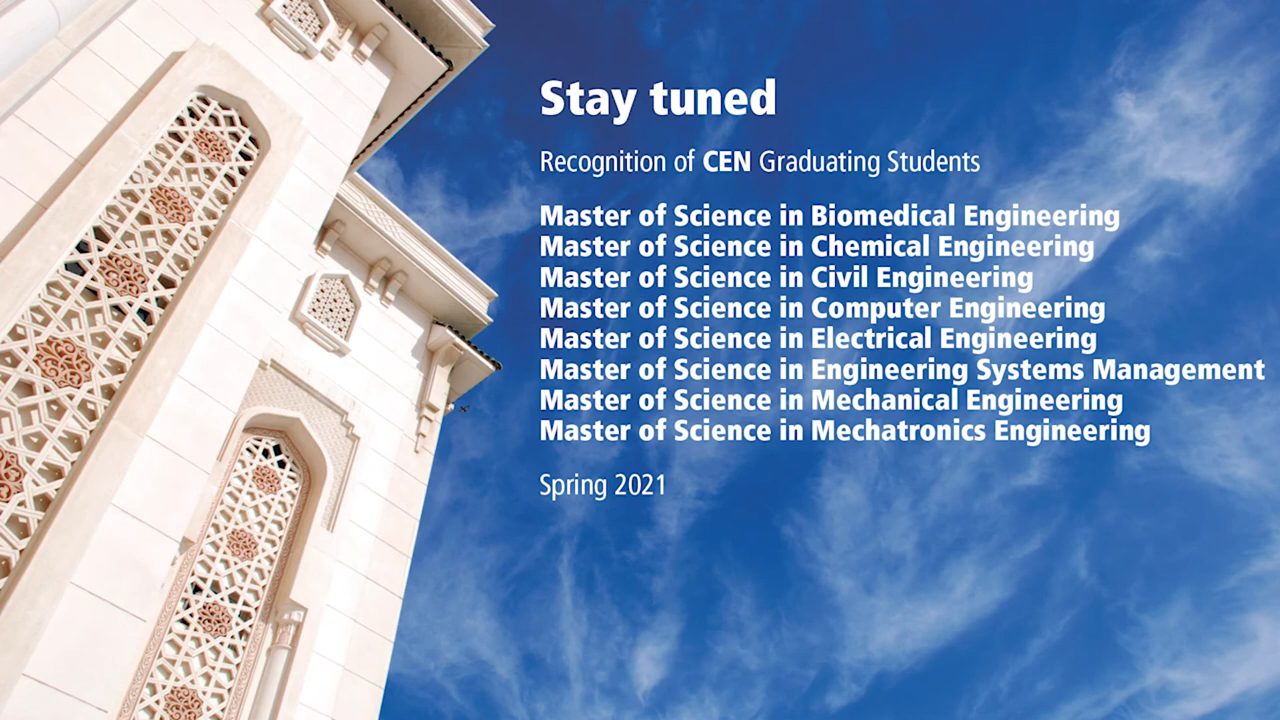 Stay tuned
Recognition of CEN Graduating Students
Master of Science in Biomedical Engineering
Master of Science in Chemical Engineering
Master of Science in Civil Engineering
Master of Science in Computer Engineering
Master of Science in Electrical Engineering
Master of Science in Engineering Systems Management
Master of Science in Mechanical Engineering
Master of Science in Mechatronics Engineering
Spring 2021